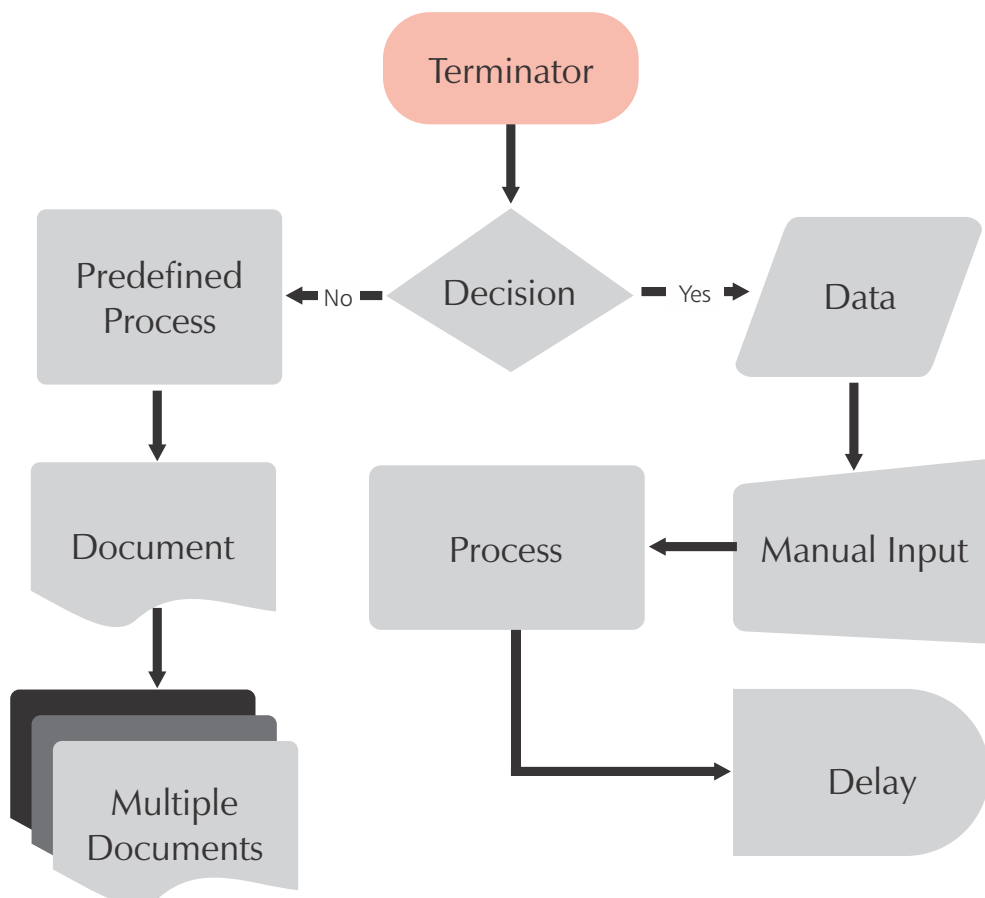 Terminator
Predefined
Process
No
Decision
Yes
Data
Document
Process
Manual Input
Multiple
Documents
Delay